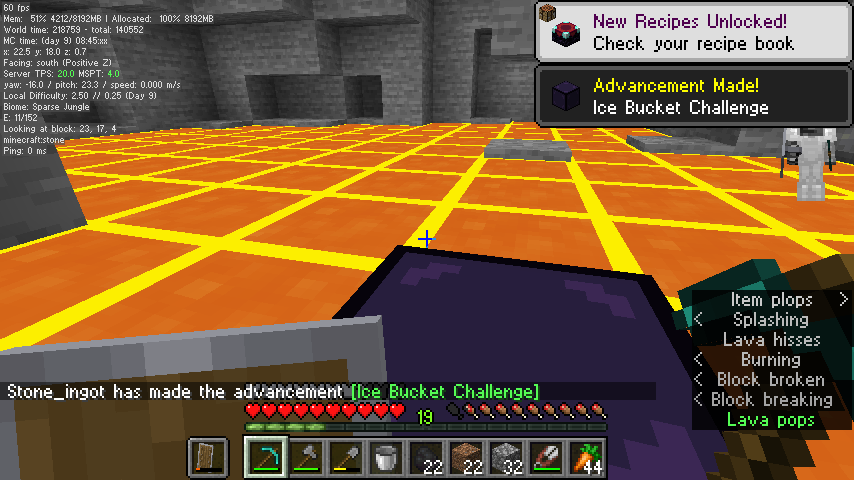 60 fps
Mem: 51% 4212/8192MB | Allocated: 100% 8192MB
World time: 218759 - total: 140552
MC time: (day 9) 08:45:xx
x: 22.5 y: 18.0 z: 0.7
Facing: south (Positive Z)
Server TPS: 20.0 MSPT: 4.0
yaw: -16.0 / pitch: 23.3 / speed: 0.000 m/s
Local Difficulty: 2.50 // 0.25 (Day 9)
Biome: Sparse Jungle
E: 11/152
Looking at block: 23, 17, 4
minecraft:stone
Ping: 0 ms
New Recipes Unlocked!
Check your recipe book
Advancement Made!
Ice Bucket Challenge
Item plops >
< Splashing
Lava hisses
< Burning
< Block broken
< Block breaking
Lava pops
Stone_ingot has made the advancement [Ice Bucket Challenge]
19
22 22 32 44